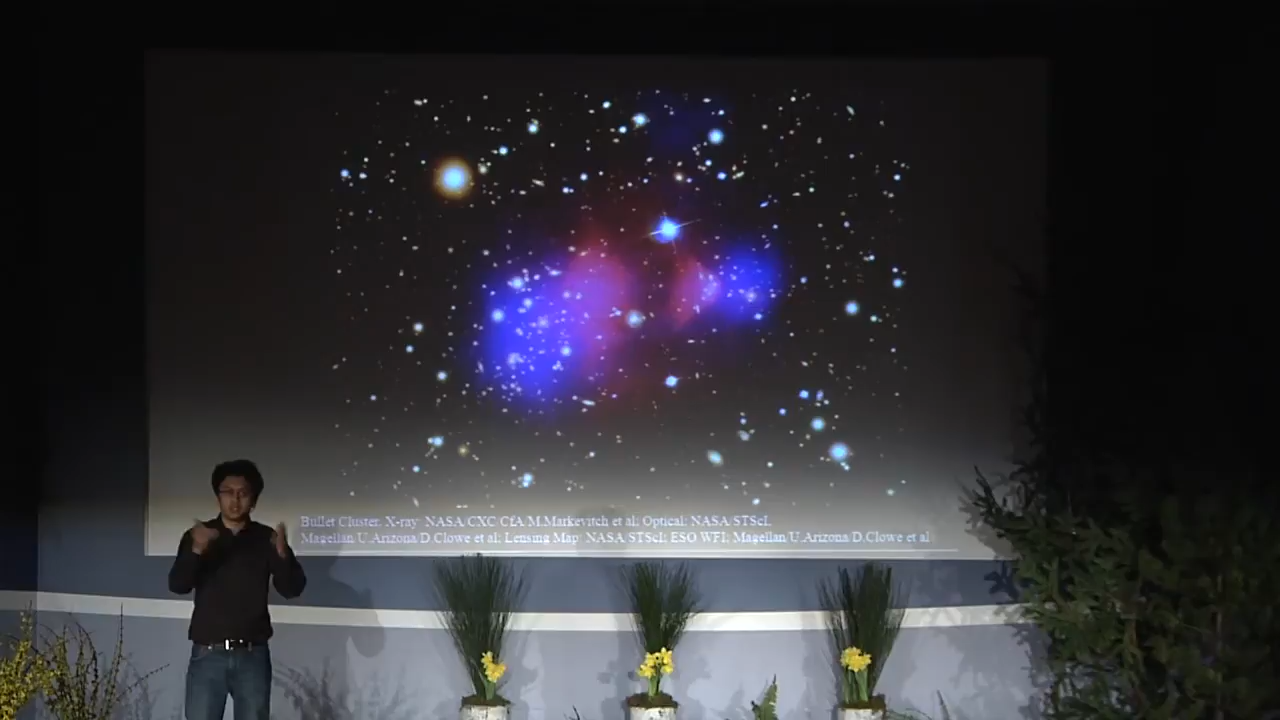 Bullet Cluster. X-ray: NASA/CXC/CfA/M.Markevitch et al; Optical: NASA/STScI,
Magellan/U.Arizona/D.Clowe et al; Lensing Map: NASA/STScI; ESO WFI; Magellan/U.Arizona/D.Clowe et al